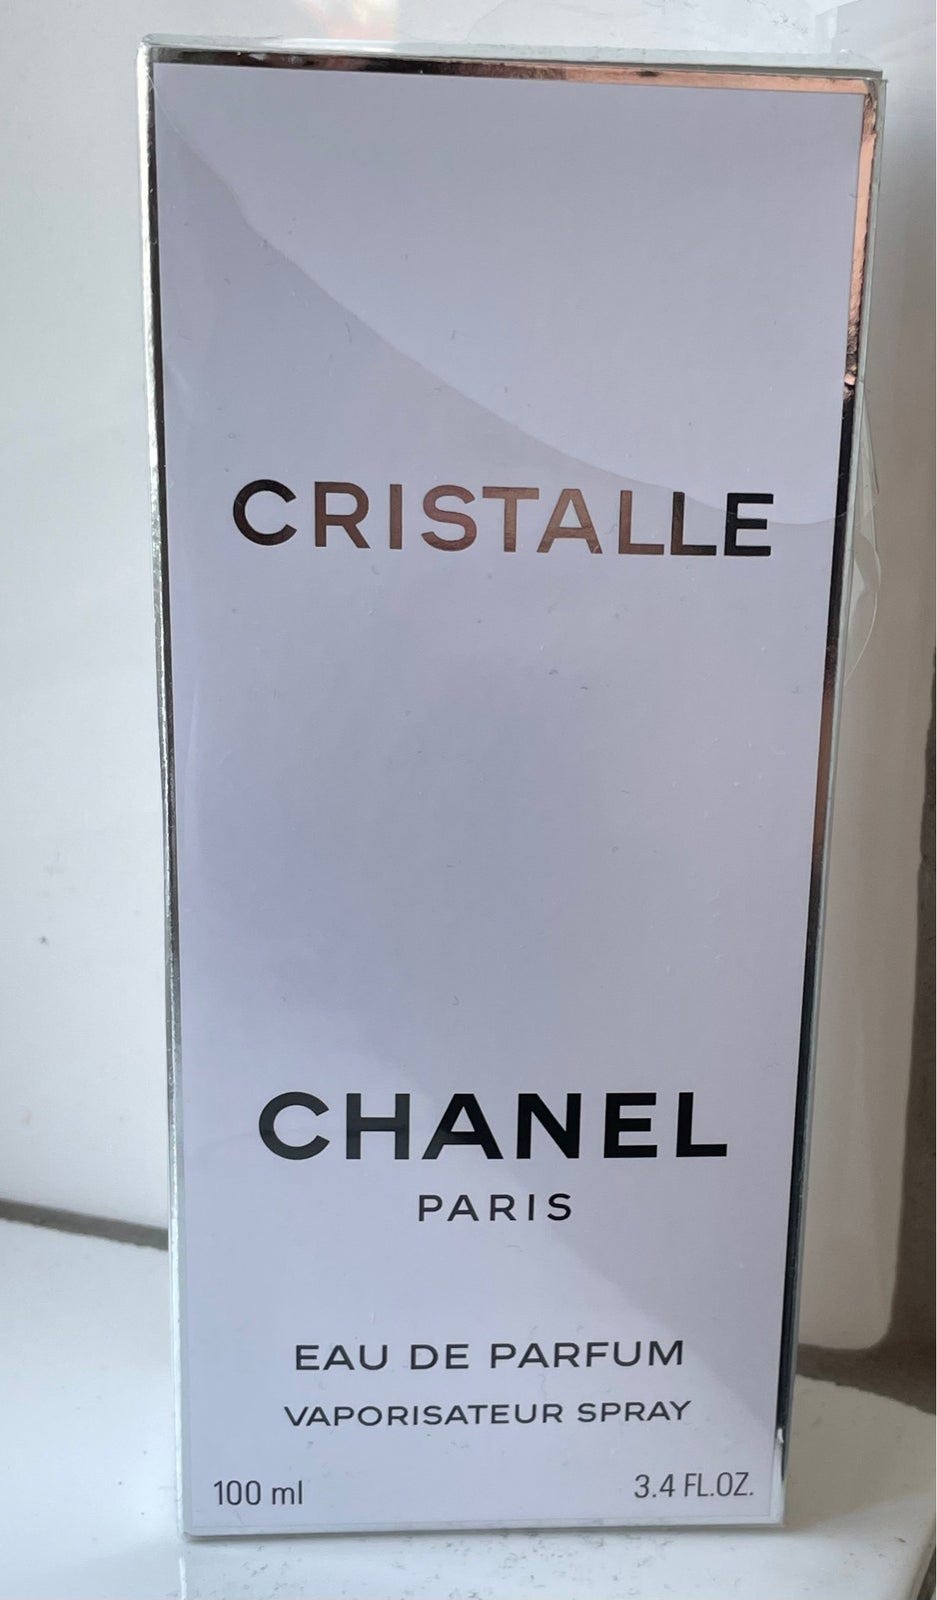 CRISTALLE
CHANEL
PARIS
EAU DE PARFUM
VAPORISATEUR SPRAY
100 ml 3.4 FL.OZ.